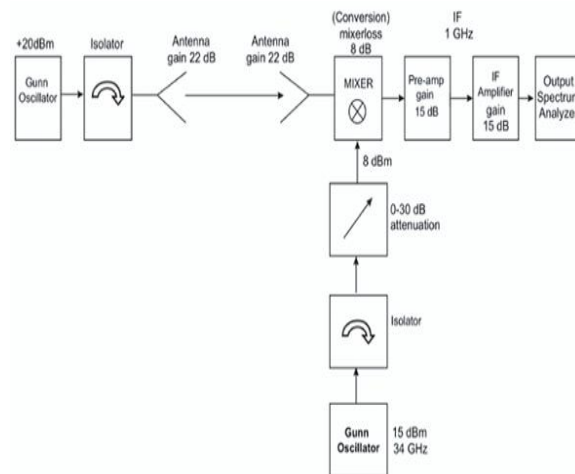 +20dBm
Gunn
Oscillator
Isolator
Antenna
gain 22 dB
Antenna
gain 22 dB
(Conversion)
mixerloss
8 dB
MIXER
IF
1 GHz
Pre-amp
gain
15 dB
IF
Amplifier
gain
15 dB
Output
Spectrum
Analyze
8 dBm
0-30 dB
attenuation
Isolator
Gunn
Oscillator
15 dBm
34 GHz